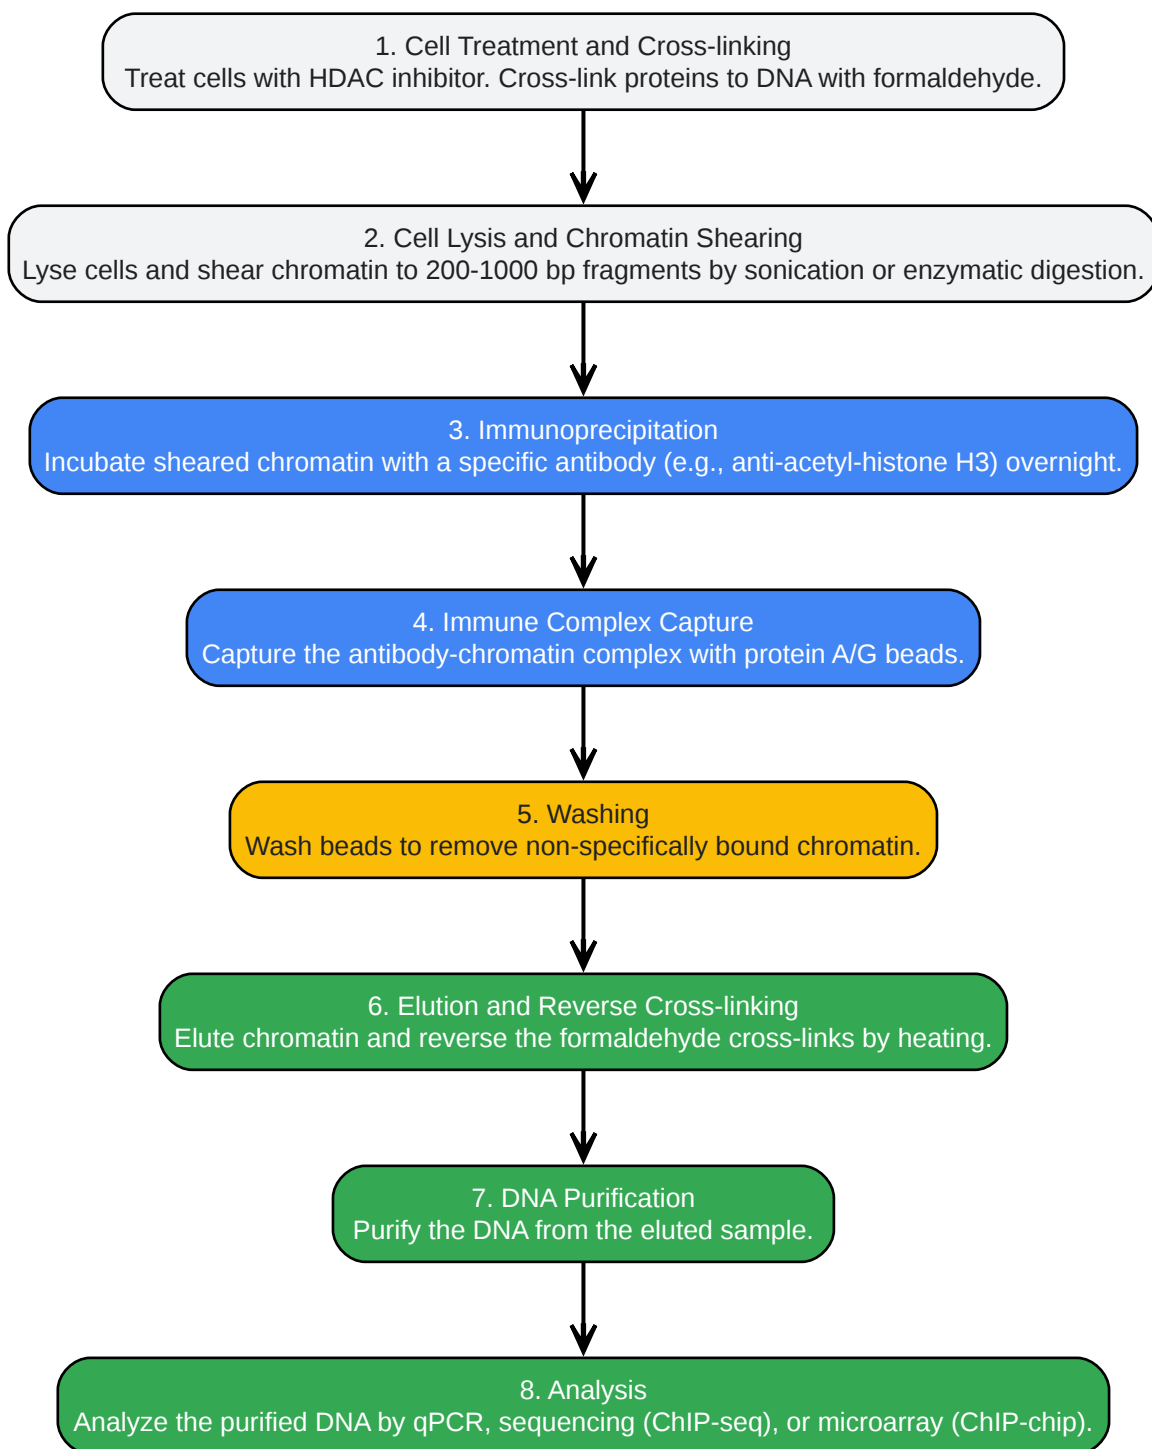 1. Cell Treatment and Cross-linking
Treat cells with HDAC inhibitor. Cross-link proteins to DNA with formaldehyde.
2. Cell Lysis and Chromatin Shearing
Lyse cells and shear chromatin to 200-1000 bp fragments by sonication or enzymatic digestion.
3. Immunoprecipitation
Incubate sheared chromatin with a specific antibody (e.g., anti-acetyl-histone H3) overnight.
4. Immune Complex Capture
Capture the antibody-chromatin complex with protein A/G beads.
5. Washing
Wash beads to remove non-specifically bound chromatin.
6. Elution and Reverse Cross-linking
Elute chromatin and reverse the formaldehyde cross-links by heating.
7. DNA Purification
Purify the DNA from the eluted sample.
8. Analysis
Analyze the purified DNA by qPCR, sequencing (ChIP-seq), or microarray (ChIP-chip).